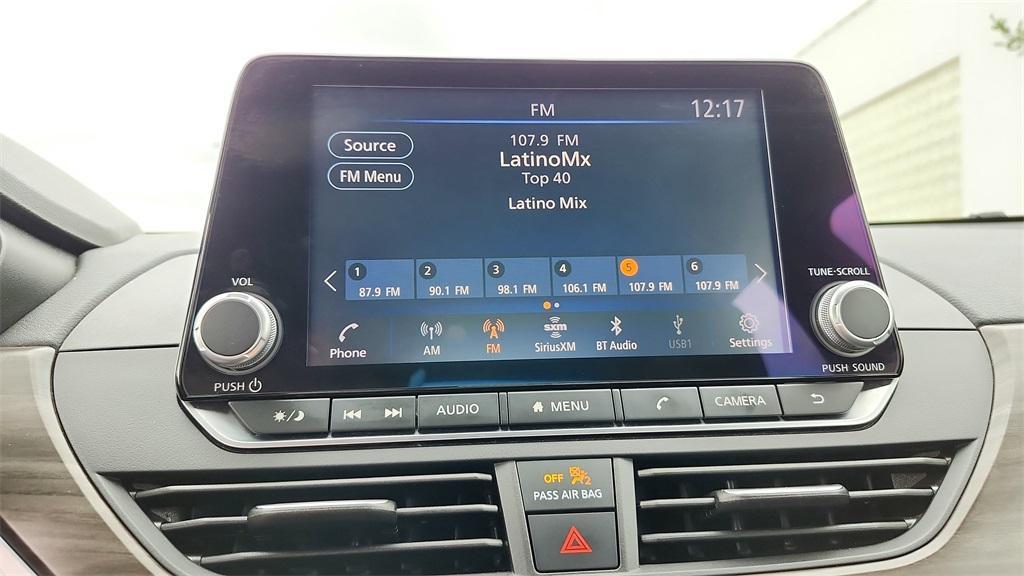 FM
12:17
Source
FM Menu
107.9 FM
LatinoMx
Top 40
Latino Mix
1 2 3 4 5 6
87.9 FM 90.1 FM 98.1 FM 106.1 FM 107.9 FM 107.9 FM
Phone AM FM sxm SiriusXM BT Audio USB1 Settings
VOL
PUSH
TUNE·SCROLL
PUSH SOUND
AUDIO MENU CAMERA
OFF 2
PASS AIR BAG